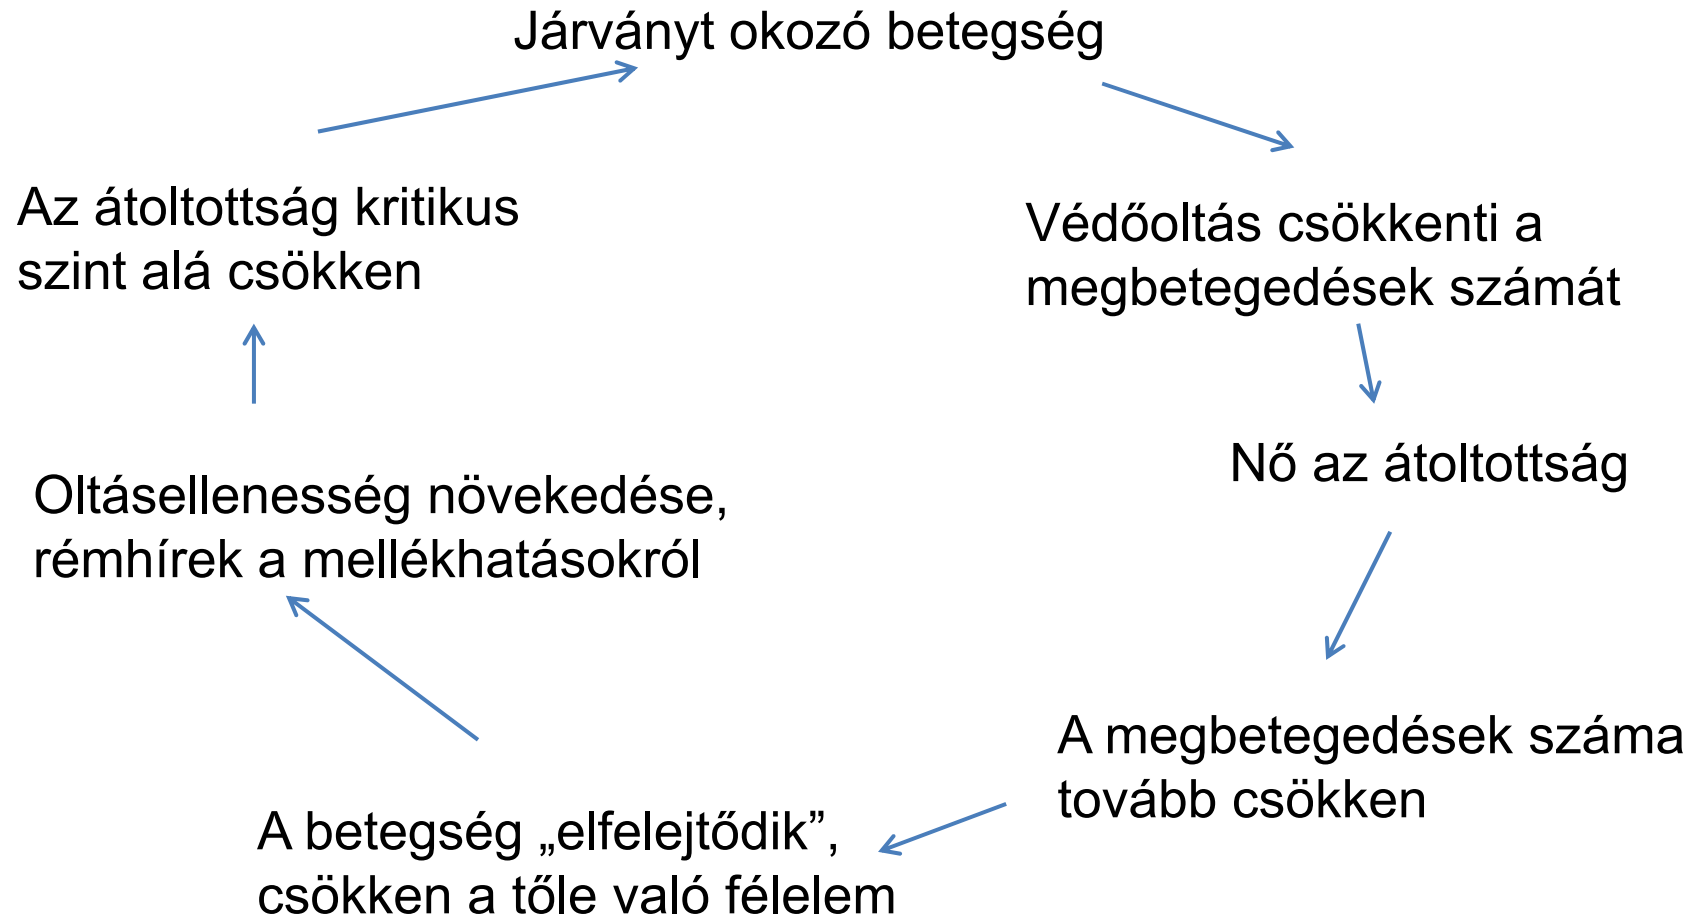 Járványt okozó betegség
Védőoltás csökkenti a
megbetegedések számát
Nő az átoltottság
A megbetegedések száma
tovább csökken
A betegség „elfelejtődik”,
csökken a tőle való félelem
Oltásellenesség növekedése,
rémhírek a mellékhatásokról
Az átoltottság kritikus
szint alá csökken